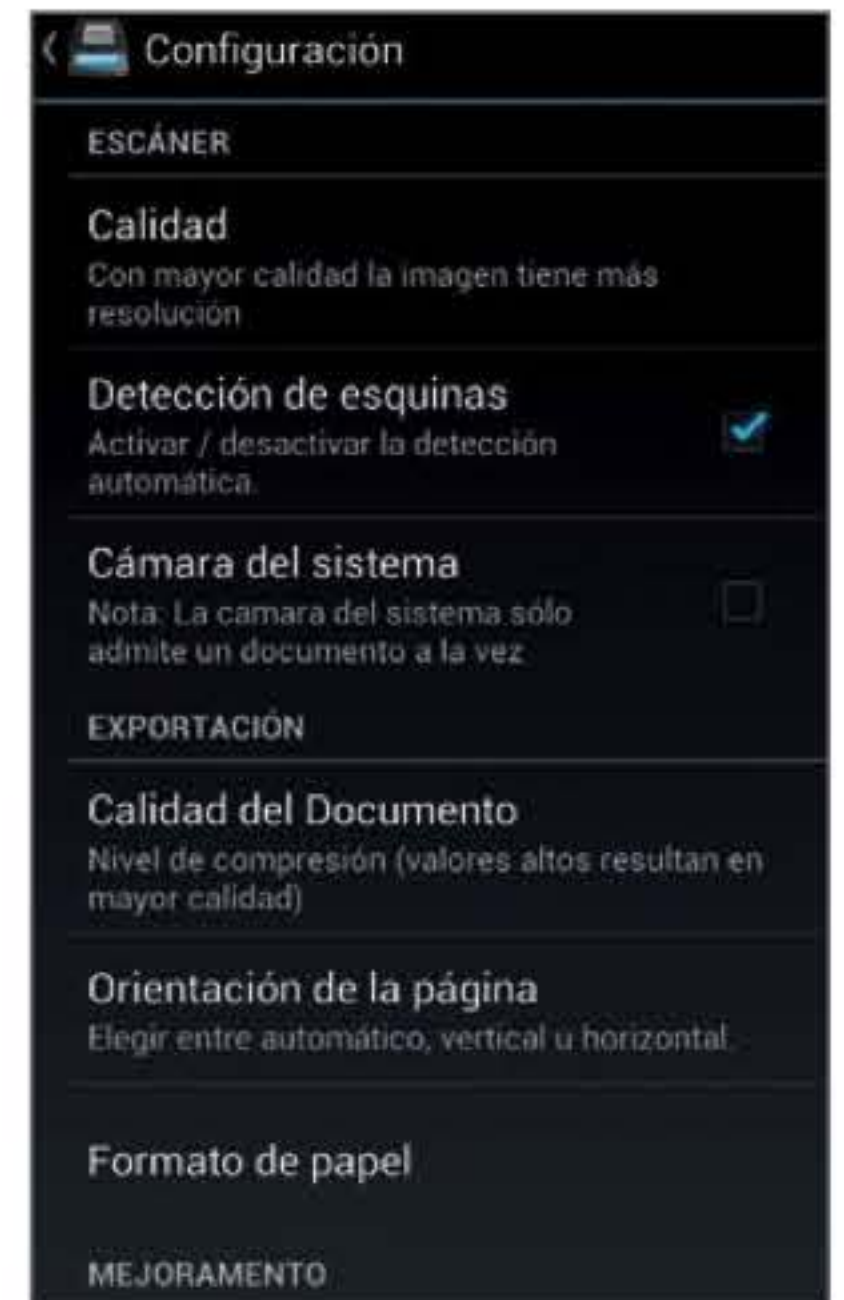 Configuración
ESCÁNER
Calidad
Con mayor calidad la imagen tiene más
resolución
Detección de esquinas
Activar / desactivar la detección
automática.
Cámara del sistema
Nota: La camara del sistema sólo
admite un documento a la vez
EXPORTACIÓN
Calidad del Documento
Nivel de compresión (valores altos resultan en
mayor calidad)
Orientación de la página
Elegir entre automático, vertical u horizontal.
Formato de papel
MEJORAMENTO